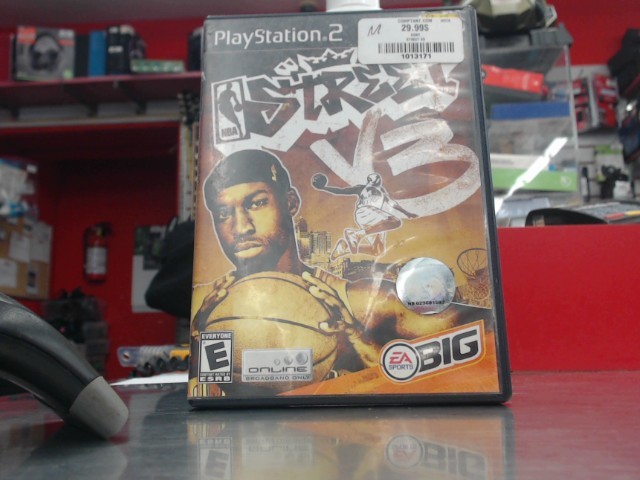 PlayStation 2
M
29.99$
1013171
NBA
STREET
V3
EVERYONE
E
ESRB
ONLINE
BROADBAND ONLY
EA
SPORTS
BIG